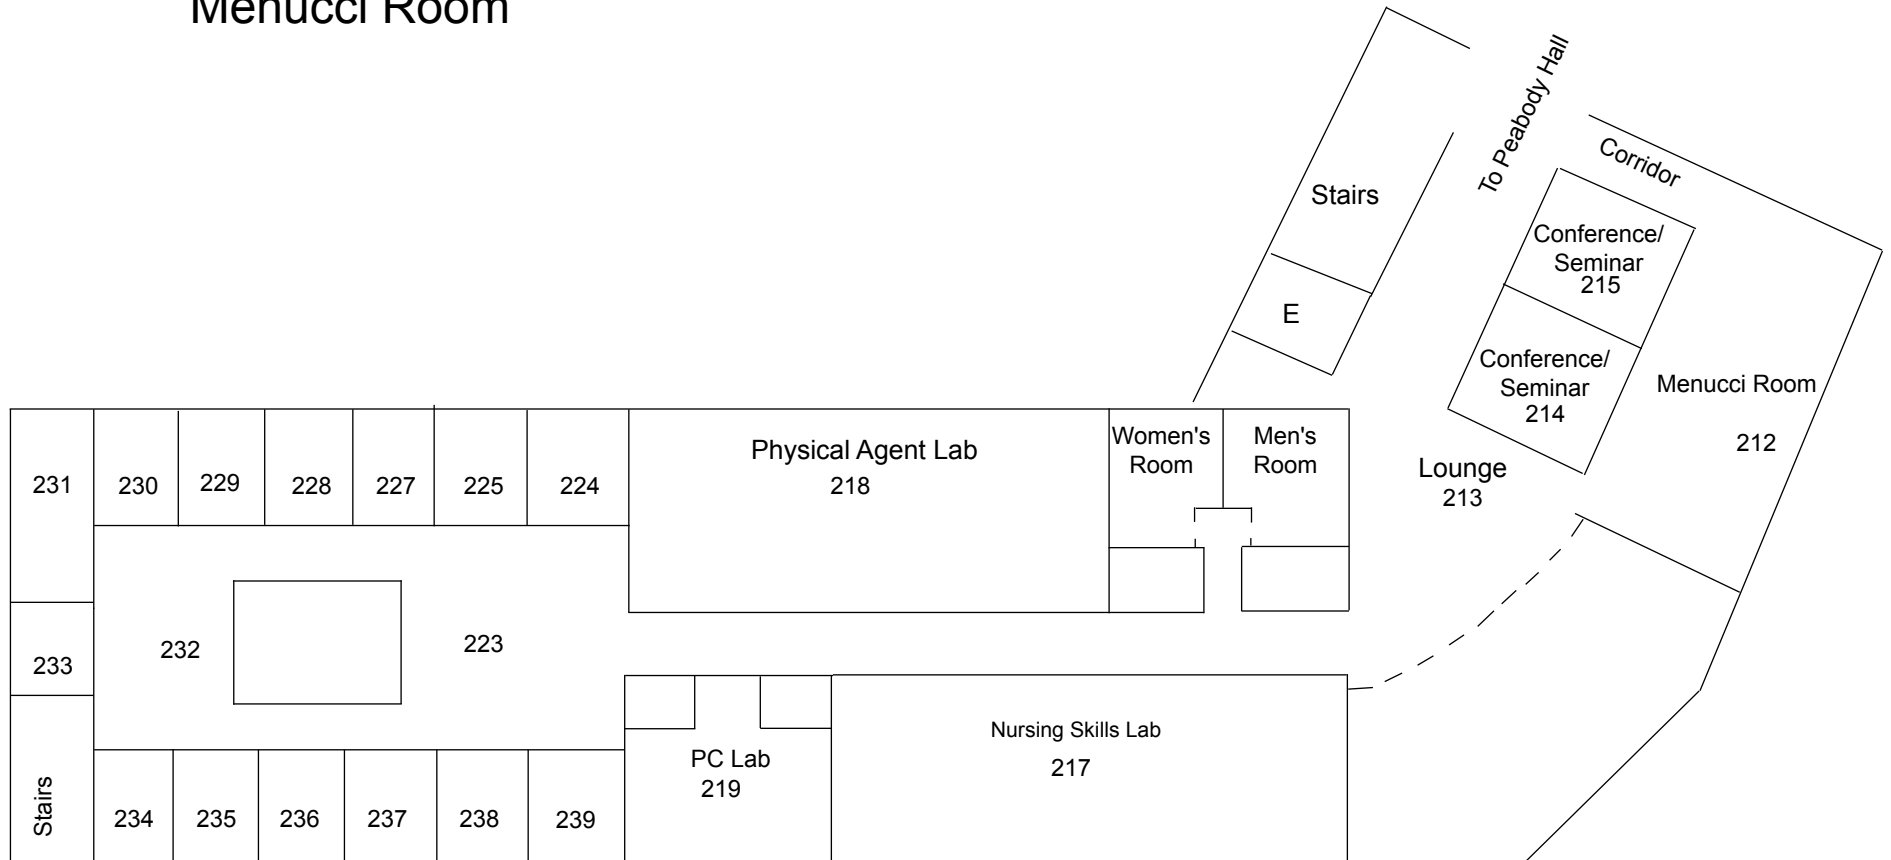 Menucci Room
To Peabody Hall
Corridor
Stairs
Conference/
Seminar
215
E
Conference/
Seminar
214
Menucci Room
212
Lounge
213
Women's
Room
Men's
Room
Physical Agent Lab
218
231
230
229
228
227
225
224
232
223
233
Stairs
234
235
236
237
238
239
PC Lab
219
Nursing Skills Lab
217